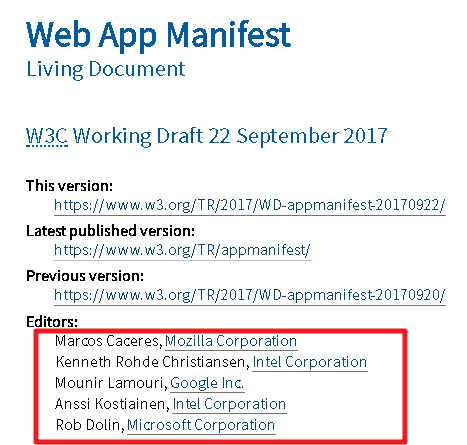 Web App Manifest
Living Document
W3C Working Draft 22 September 2017
This version:
https://www.w3.org/TR/2017/WD-appmanifest-20170922/
Latest published version:
https://www.w3.org/TR/appmanifest/
Previous version:
https://www.w3.org/TR/2017/WD-appmanifest-20170920/
Editors:
Marcos Caceres, Mozilla Corporation
Kenneth Rohde Christiansen, Intel Corporation
Mounir Lamouri, Google Inc.
Anssi Kostiainen, Intel Corporation
Rob Dolin, Microsoft Corporation